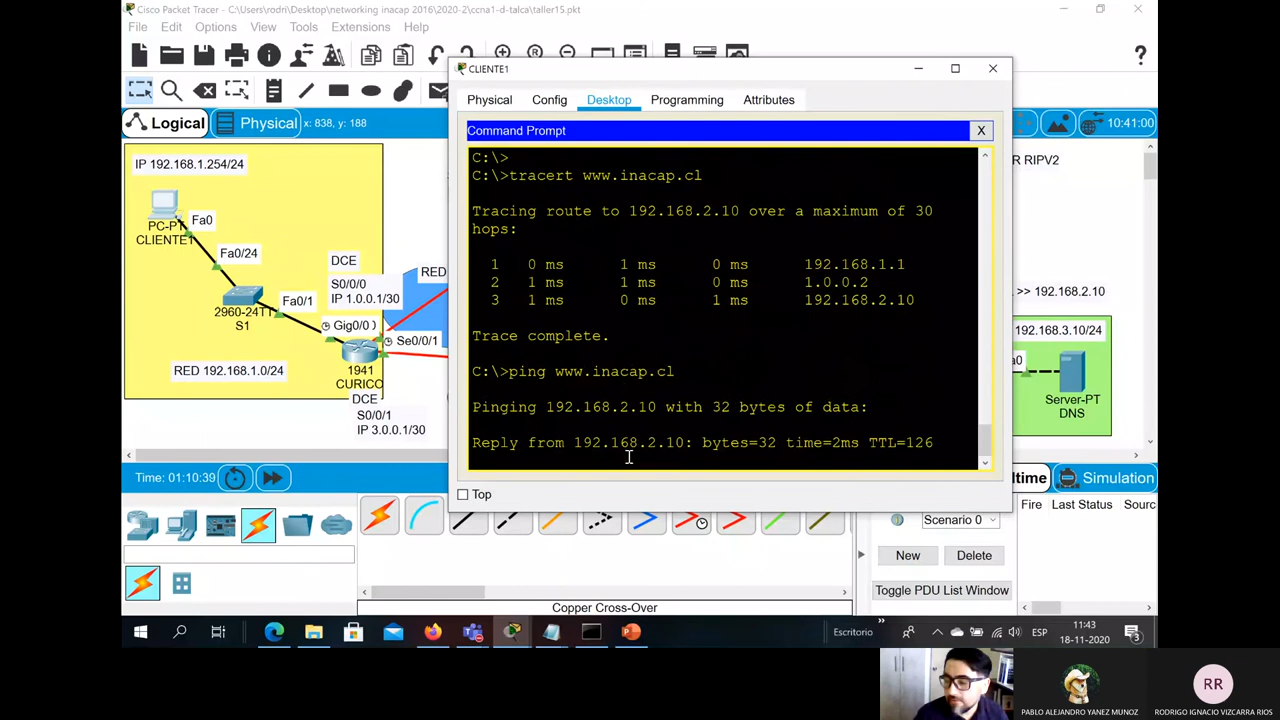 Cisco Packet Tracer - C:\Users\rodri\Desktop\networking inacap 2016\2020-2\ccna1-d-talca\taller15.pkt
File Edit Options View Tools Extensions Help
CLIENTE1
Physical Config Desktop Programming Attributes
Logical Physical x: 838, y: 188
10:41:00
Command Prompt X
C:\>
C:\>tracert www.inacap.cl
Tracing route to 192.168.2.10 over a maximum of 30
hops:
1 0 ms 1 ms 0 ms 192.168.1.1
2 1 ms 1 ms 0 ms 1.0.0.2
3 1 ms 0 ms 1 ms 192.168.2.10
Trace complete.
C:\>ping www.inacap.cl
Pinging 192.168.2.10 with 32 bytes of data:
Reply from 192.168.2.10: bytes=32 time=2ms TTL=126
Top
IP 192.168.1.254/24
PC-PT
CLIENTE1
Fa0
Fa0/24
2960-24TT
S1
Fa0/1
DCE
S0/0/0
IP 1.0.0.1/30
RED
Gig0/0
Se0/0/1
1941
CURICO
RED 192.168.1.0/24
DCE
S0/0/1
IP 3.0.0.1/30
R RIPV2
>> 192.168.2.10
192.168.3.10/24
a0
Server-PT
DNS
Time: 01:10:39
ltime Simulation
Scenario 0
Fire Last Status Sourc
New Delete
Toggle PDU List Window
Copper Cross-Over
Escritorio
ESP
11:43
18-11-2020
3
RR
PABLO ALEJANDRO YANEZ MUNOZ
RODRIGO IGNACIO VIZCARRA RIOS